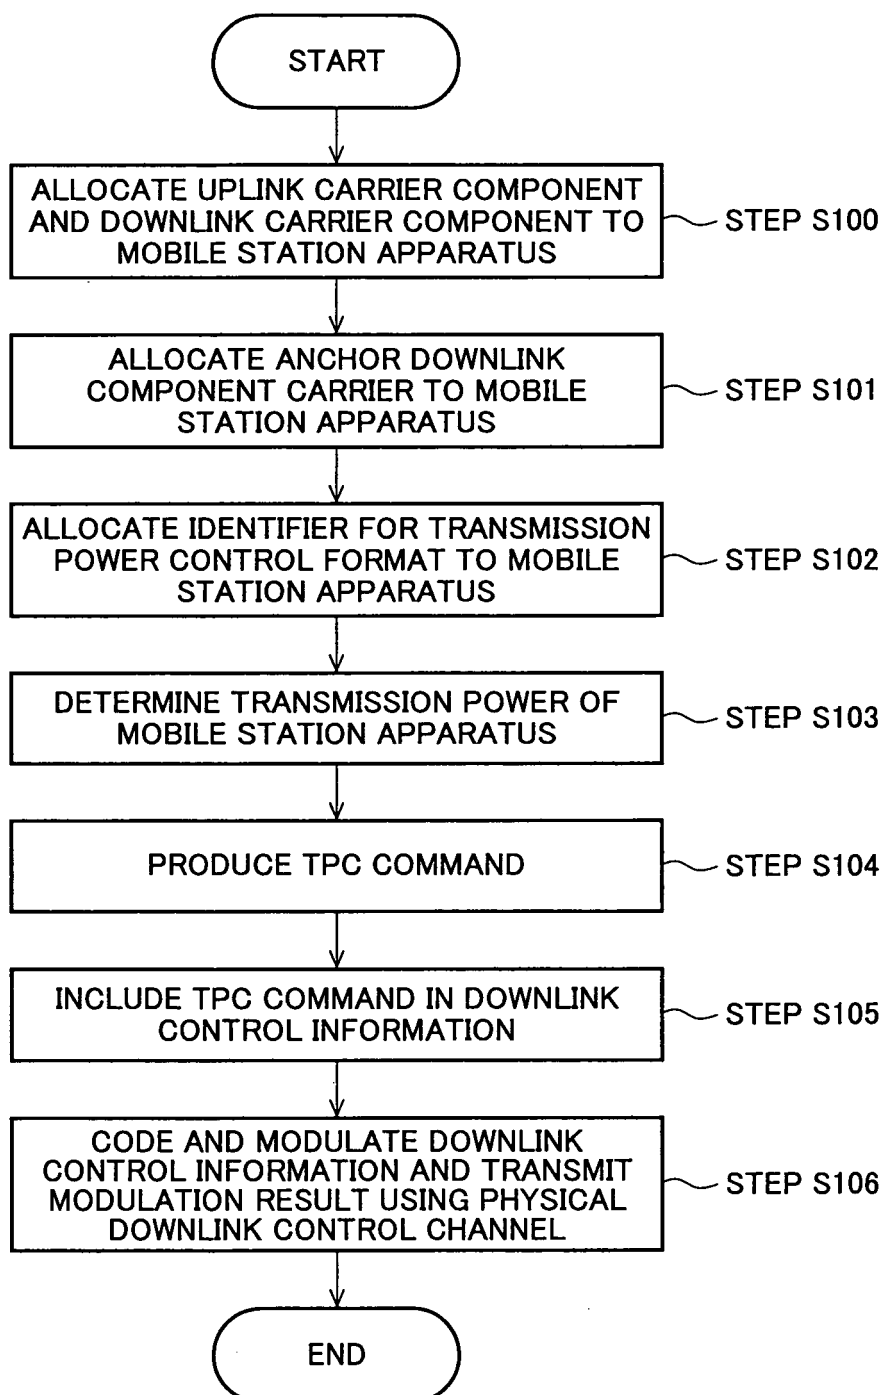 START
ALLOCATE UPLINK CARRIER COMPONENT
AND DOWNLINK CARRIER COMPONENT TO
MOBILE STATION APPARATUS
STEP S100
ALLOCATE ANCHOR DOWNLINK
COMPONENT CARRIER TO MOBILE
STATION APPARATUS
STEP S101
ALLOCATE IDENTIFIER FOR TRANSMISSION
POWER CONTROL FORMAT TO MOBILE
STATION APPARATUS
STEP S102
DETERMINE TRANSMISSION POWER OF
MOBILE STATION APPARATUS
STEP S103
PRODUCE TPC COMMAND
STEP S104
INCLUDE TPC COMMAND IN DOWNLINK
CONTROL INFORMATION
STEP S105
CODE AND MODULATE DOWNLINK
CONTROL INFORMATION AND TRANSMIT
MODULATION RESULT USING PHYSICAL
DOWNLINK CONTROL CHANNEL
STEP S106
END